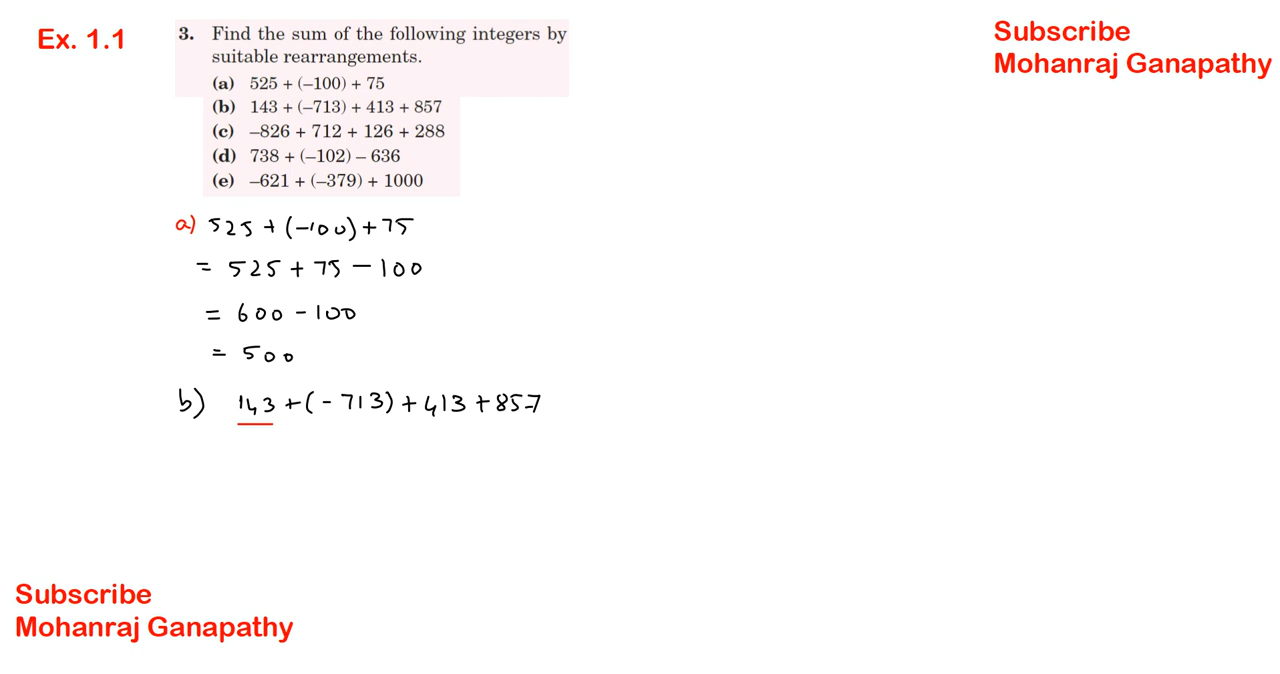 Ex. 1.1
3. Find the sum of the following integers by
suitable rearrangements.
(a) 525 + (–100) + 75
(b) 143 + (–713) + 413 + 857
(c) –826 + 712 + 126 + 288
(d) 738 + (–102) – 636
(e) –621 + (–379) + 1000
Subscribe
Mohanraj Ganapathy
a) 525 + (-100) + 75
= 525 + 75 - 100
= 600 - 100
= 500
b) 143 + (- 713) + 413 + 857
Subscribe
Mohanraj Ganapathy